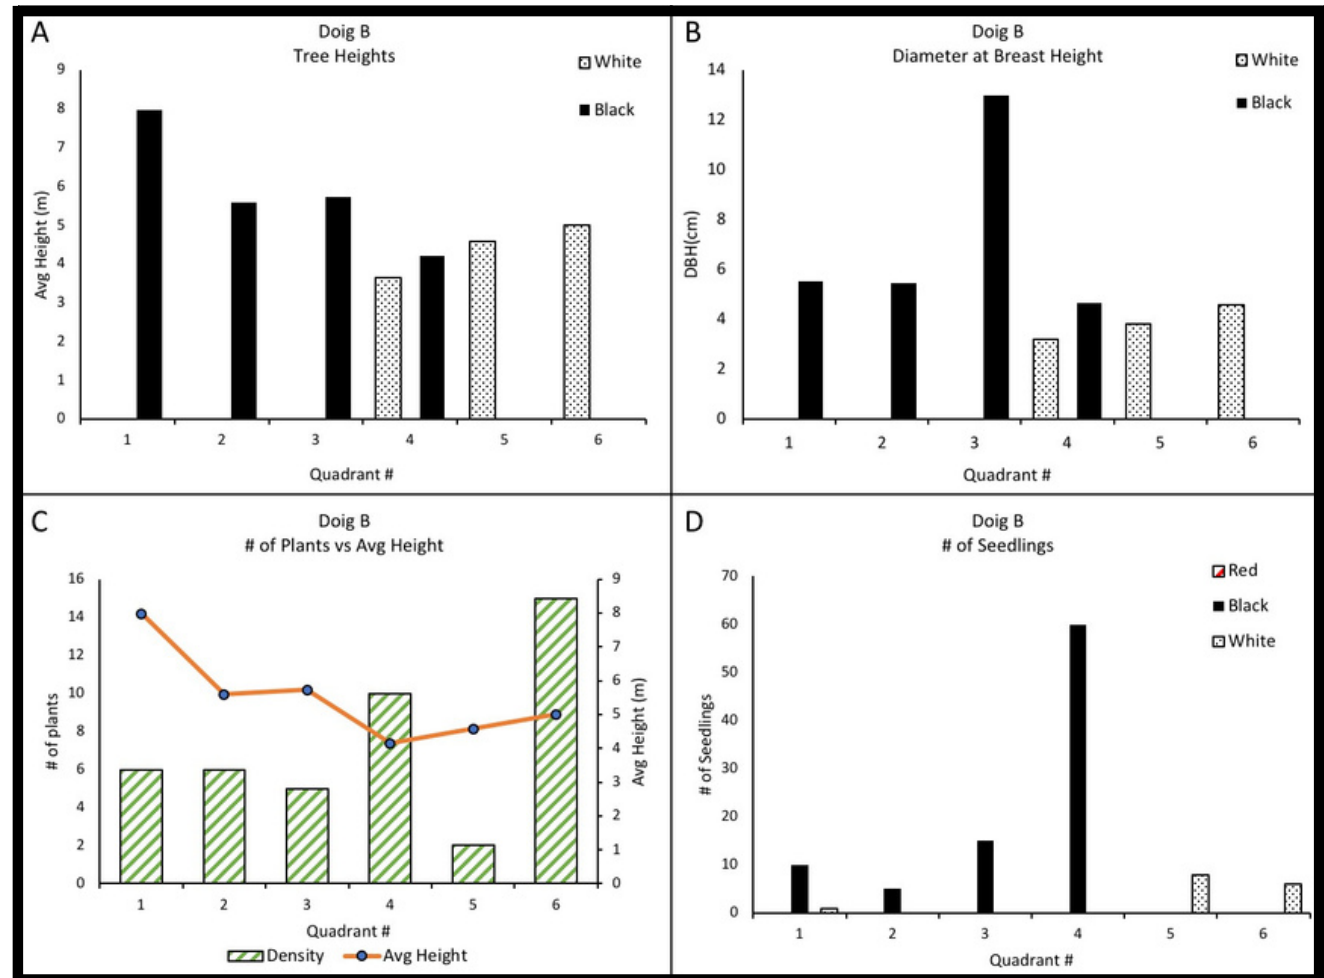 A
Doig B
Tree Heights
White
Black
9
8
7
6
5
4
3
2
1
0
Avg Height (m)
1 2 3 4 5 6
Quadrant #
B
Doig B
Diameter at Breast Height
White
Black
14
12
10
8
6
4
2
0
DBH(cm)
1 2 3 4 5 6
Quadrant #
C
Doig B
# of Plants vs Avg Height
16
14
12
10
8
6
4
2
0
# of plants
9
8
7
6
5
4
3
2
1
0
Avg Height (m)
1 2 3 4 5 6
Quadrant #
Density Avg Height
D
Doig B
# of Seedlings
Red
Black
White
70
60
50
40
30
20
10
0
# of Seedlings
1 2 3 4 5 6
Quadrant #